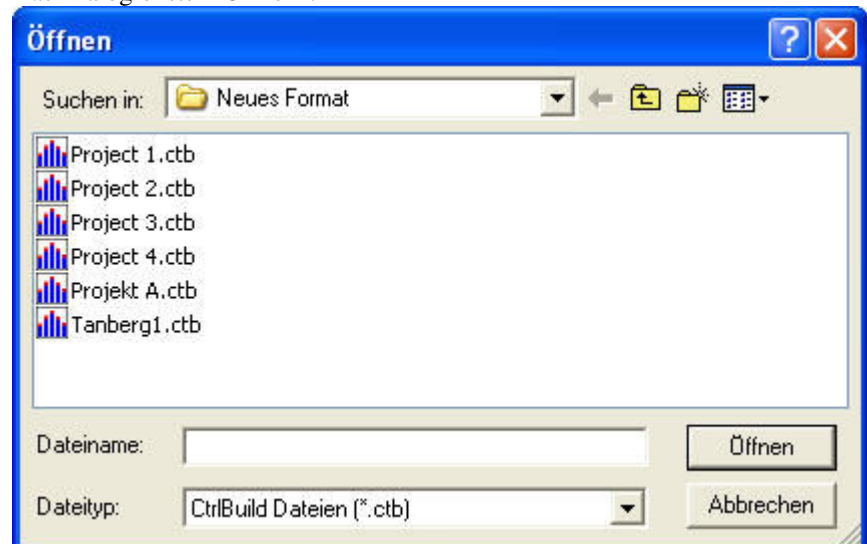 Öffnen
Suchen in: Neues Format
Project 1.ctb
Project 2.ctb
Project 3.ctb
Project 4.ctb
Projekt A.ctb
Tanberg1.ctb
Dateiname: Öffnen
Dateityp: CtrlBuild Dateien (*.ctb) Abbrechen